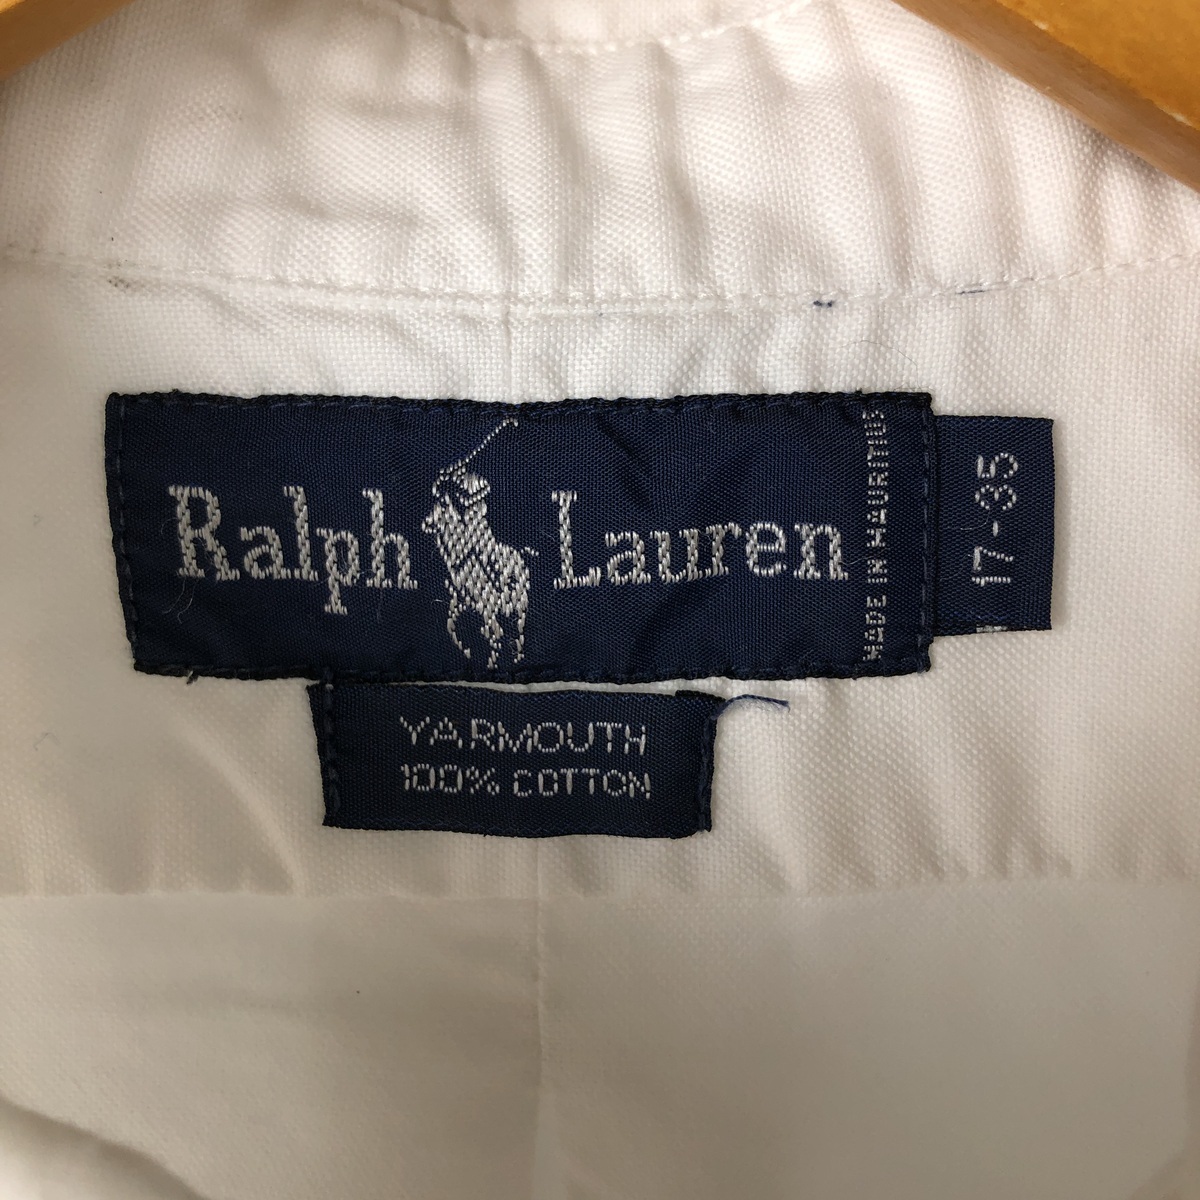 Ralph Lauren
MADE IN MAURITIUS
17-35
YARMOUTH
100% COTTON